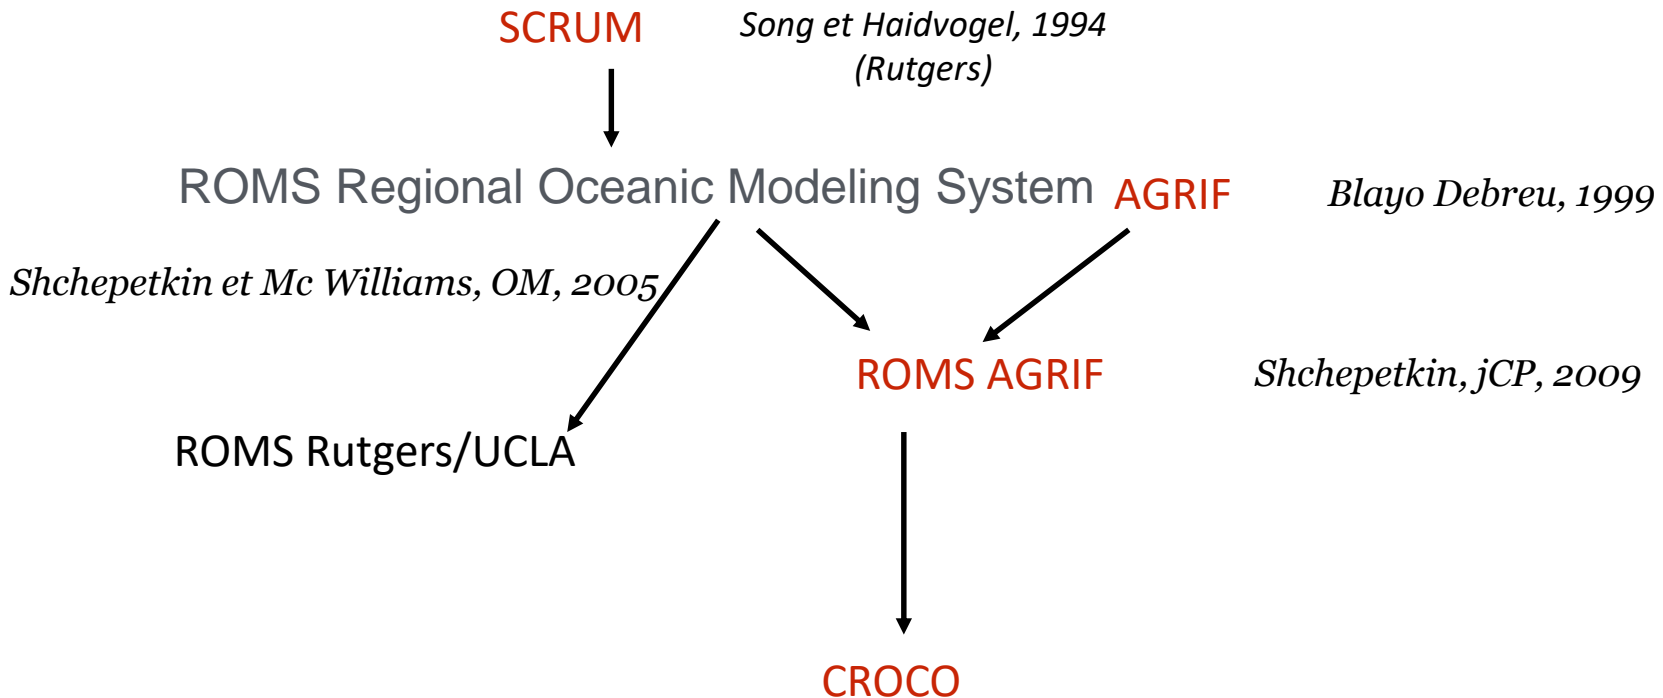 SCRUM
Song et Haidvogel, 1994
(Rutgers)
ROMS Regional Oceanic Modeling System
AGRIF
Blayo Debreu, 1999
Shchepetkin et Mc Williams, OM, 2005
ROMS AGRIF
Shchepetkin, jCP, 2009
ROMS Rutgers/UCLA
CROCO